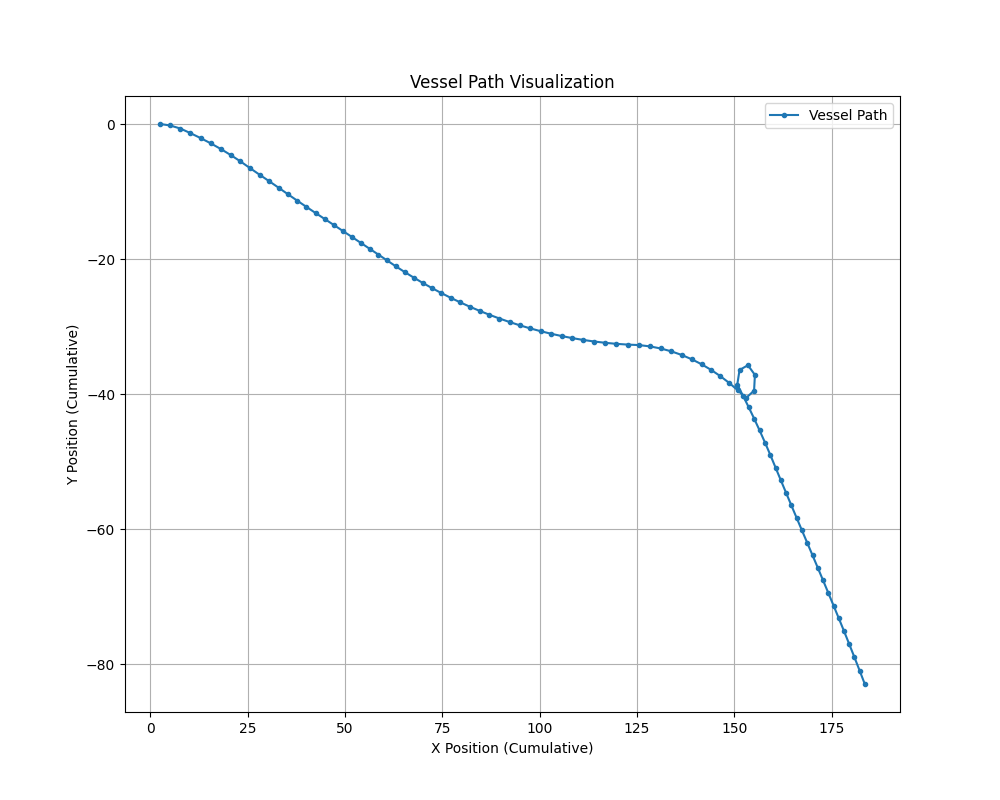 Vessel Path Visualization
Vessel Path
0
−20
−40
−60
−80
Y Position (Cumulative)
0 25 50 75 100 125 150 175
X Position (Cumulative)